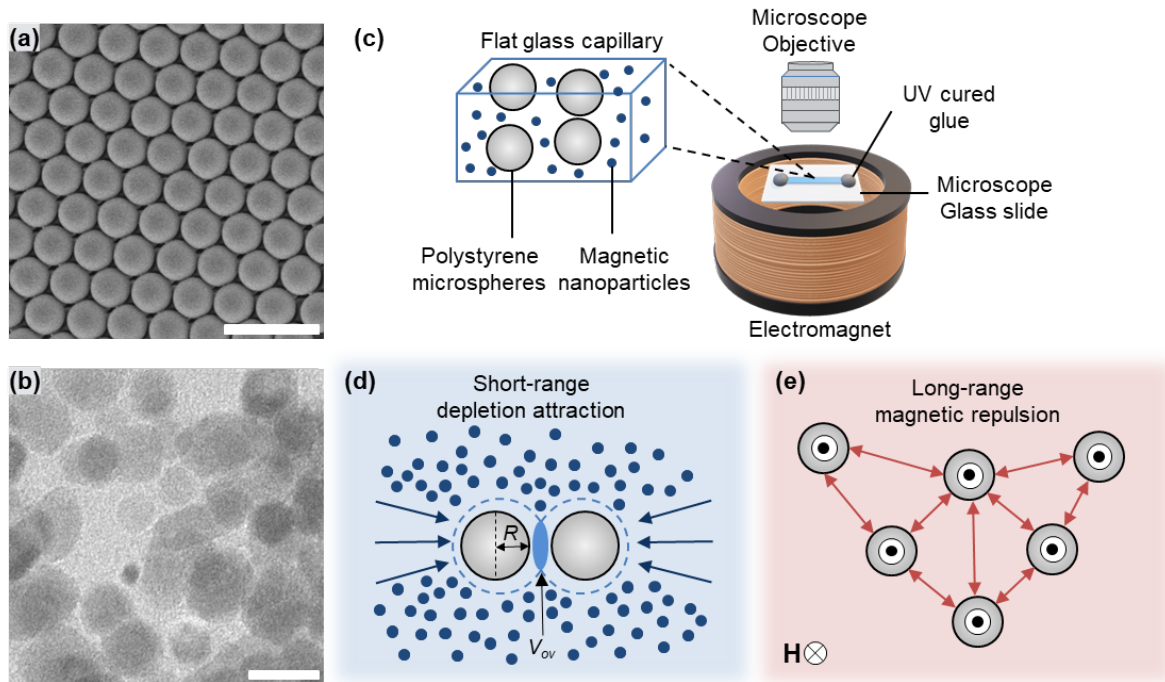 (a)
(c)
Flat glass capillary
Microscope
Objective
UV cured
glue
Microscope
Glass slide
Polystyrene
microspheres
Magnetic
nanoparticles
Electromagnet
(b)
(d)
Short-range
depletion attraction
R
V_ov
(e)
Long-range
magnetic repulsion
H